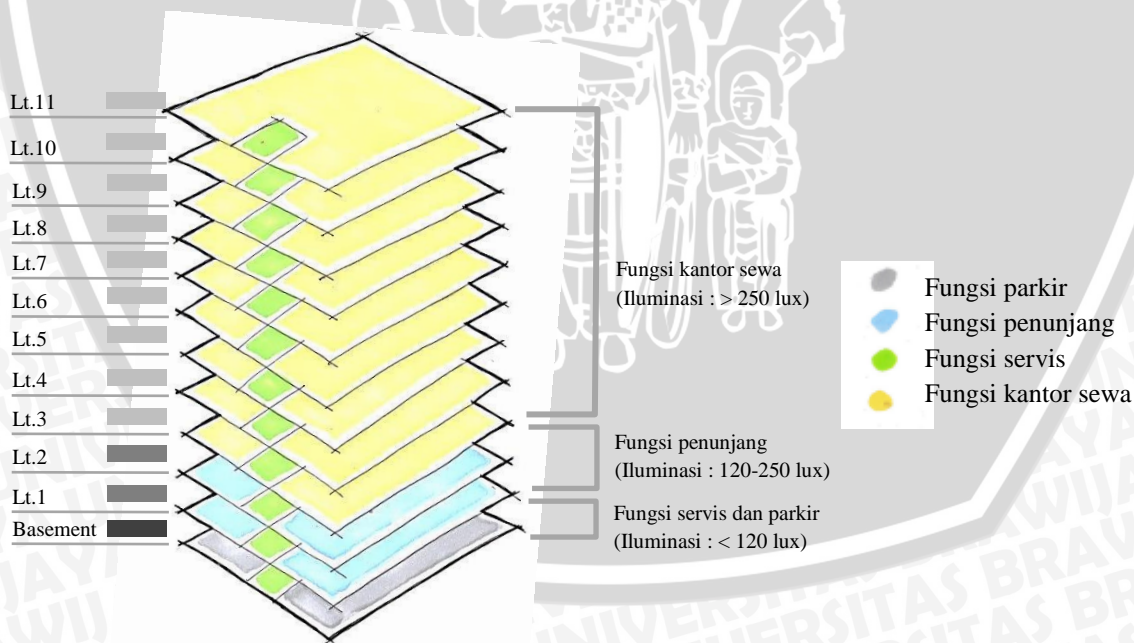 Lt.11
Lt.10
Lt.9
Lt.8
Lt.7
Lt.6
Lt.5
Lt.4
Lt.3
Lt.2
Lt.1
Basement
Fungsi kantor sewa
(Iluminasi : > 250 lux)
Fungsi penunjang
(Iluminasi : 120-250 lux)
Fungsi servis dan parkir
(Iluminasi : < 120 lux)
Fungsi parkir
Fungsi penunjang
Fungsi servis
Fungsi kantor sewa
UNIVERSITAS BRAW